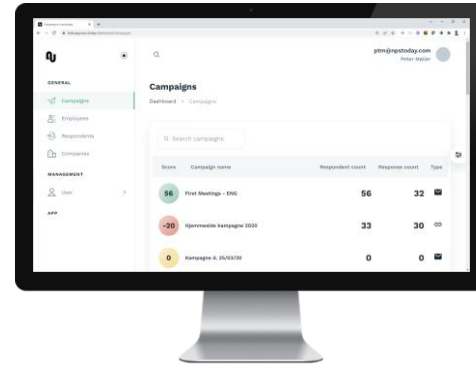 ptm@npstoday.com
Peter Møller
GENERAL
Campaigns
Employees
Respondents
Companies
MANAGEMENT
User
APP
Campaigns
Dashboard
Campaigns
Search campaigns
Score Campaign name Respondent count Response count Type
56 First Meetings - ENG 56 32
-20 Hjemmeside kampagne 2020 33 30
0 Kampagne d. 25/03/20 0 0